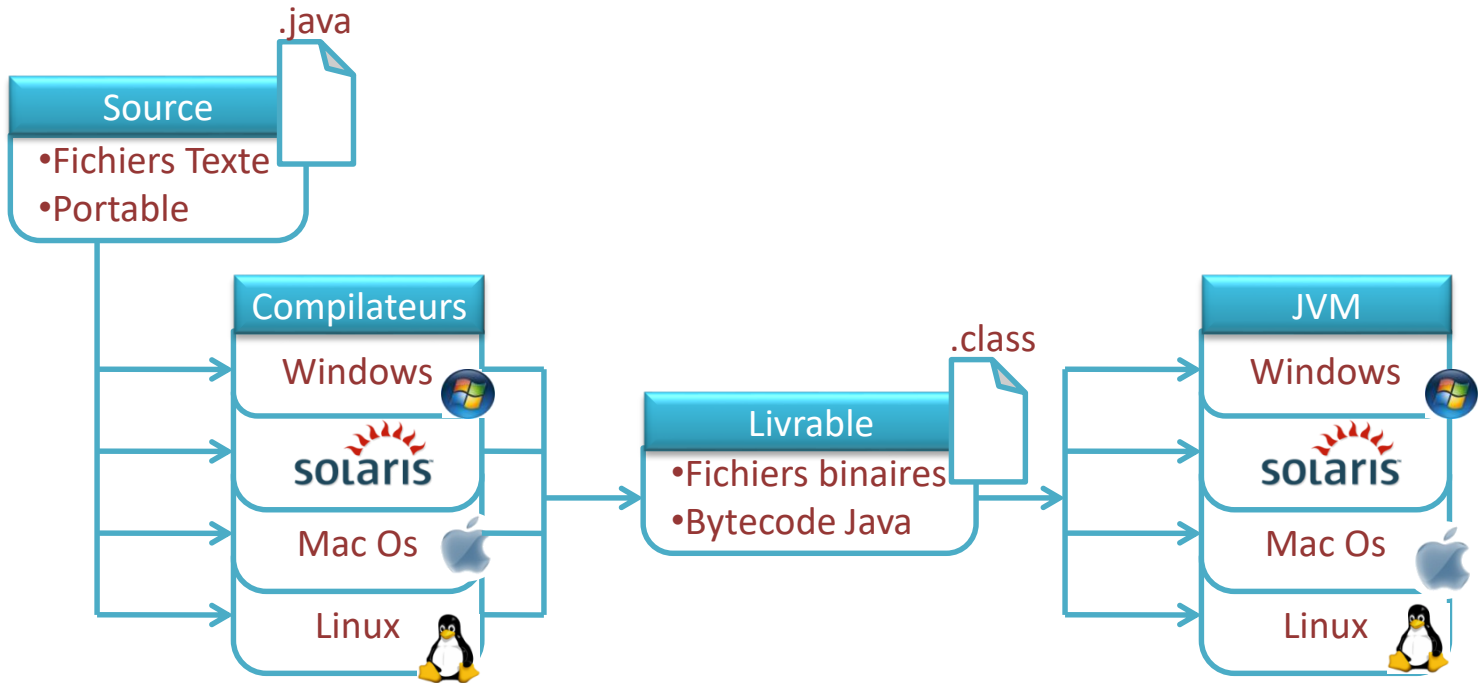 .java
Source
•Fichiers Texte
•Portable
Compilateurs
Windows
solaris
Mac Os
Linux
.class
Livrable
•Fichiers binaires
•Bytecode Java
JVM
Windows
solaris
Mac Os
Linux